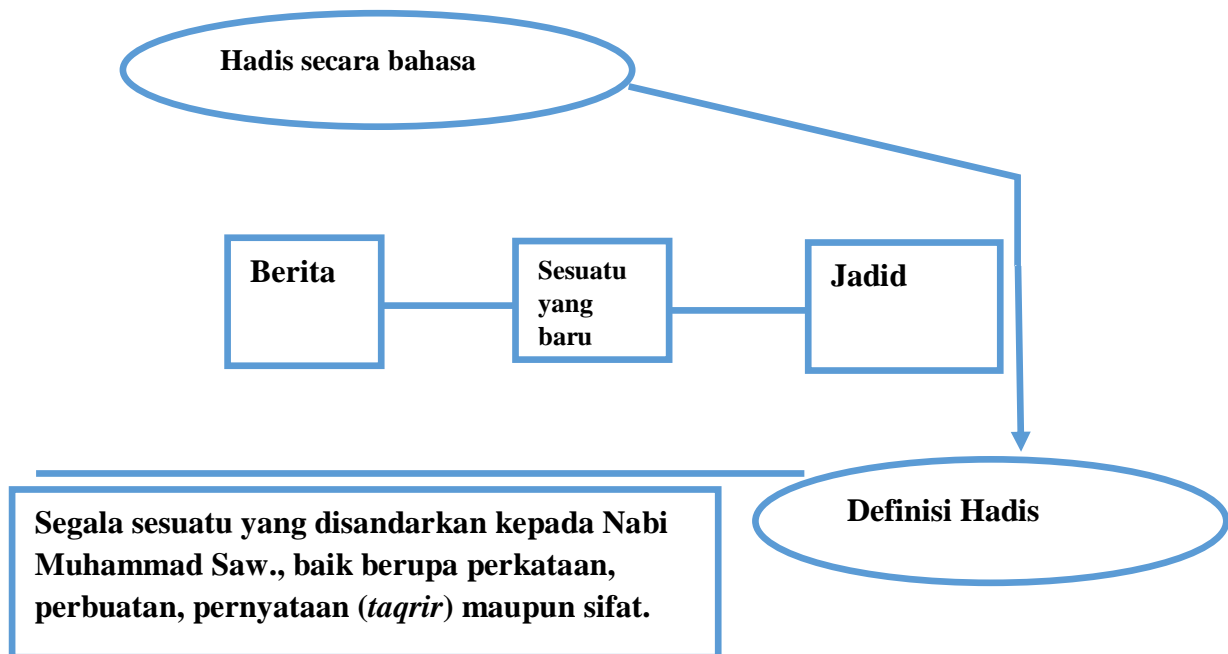 Hadis secara bahasa
Berita
Sesuatu
yang
baru
Jadid
Definisi Hadis
Segala sesuatu yang disandarkan kepada Nabi
Muhammad Saw., baik berupa perkataan,
perbuatan, pernyataan (taqrir) maupun sifat.